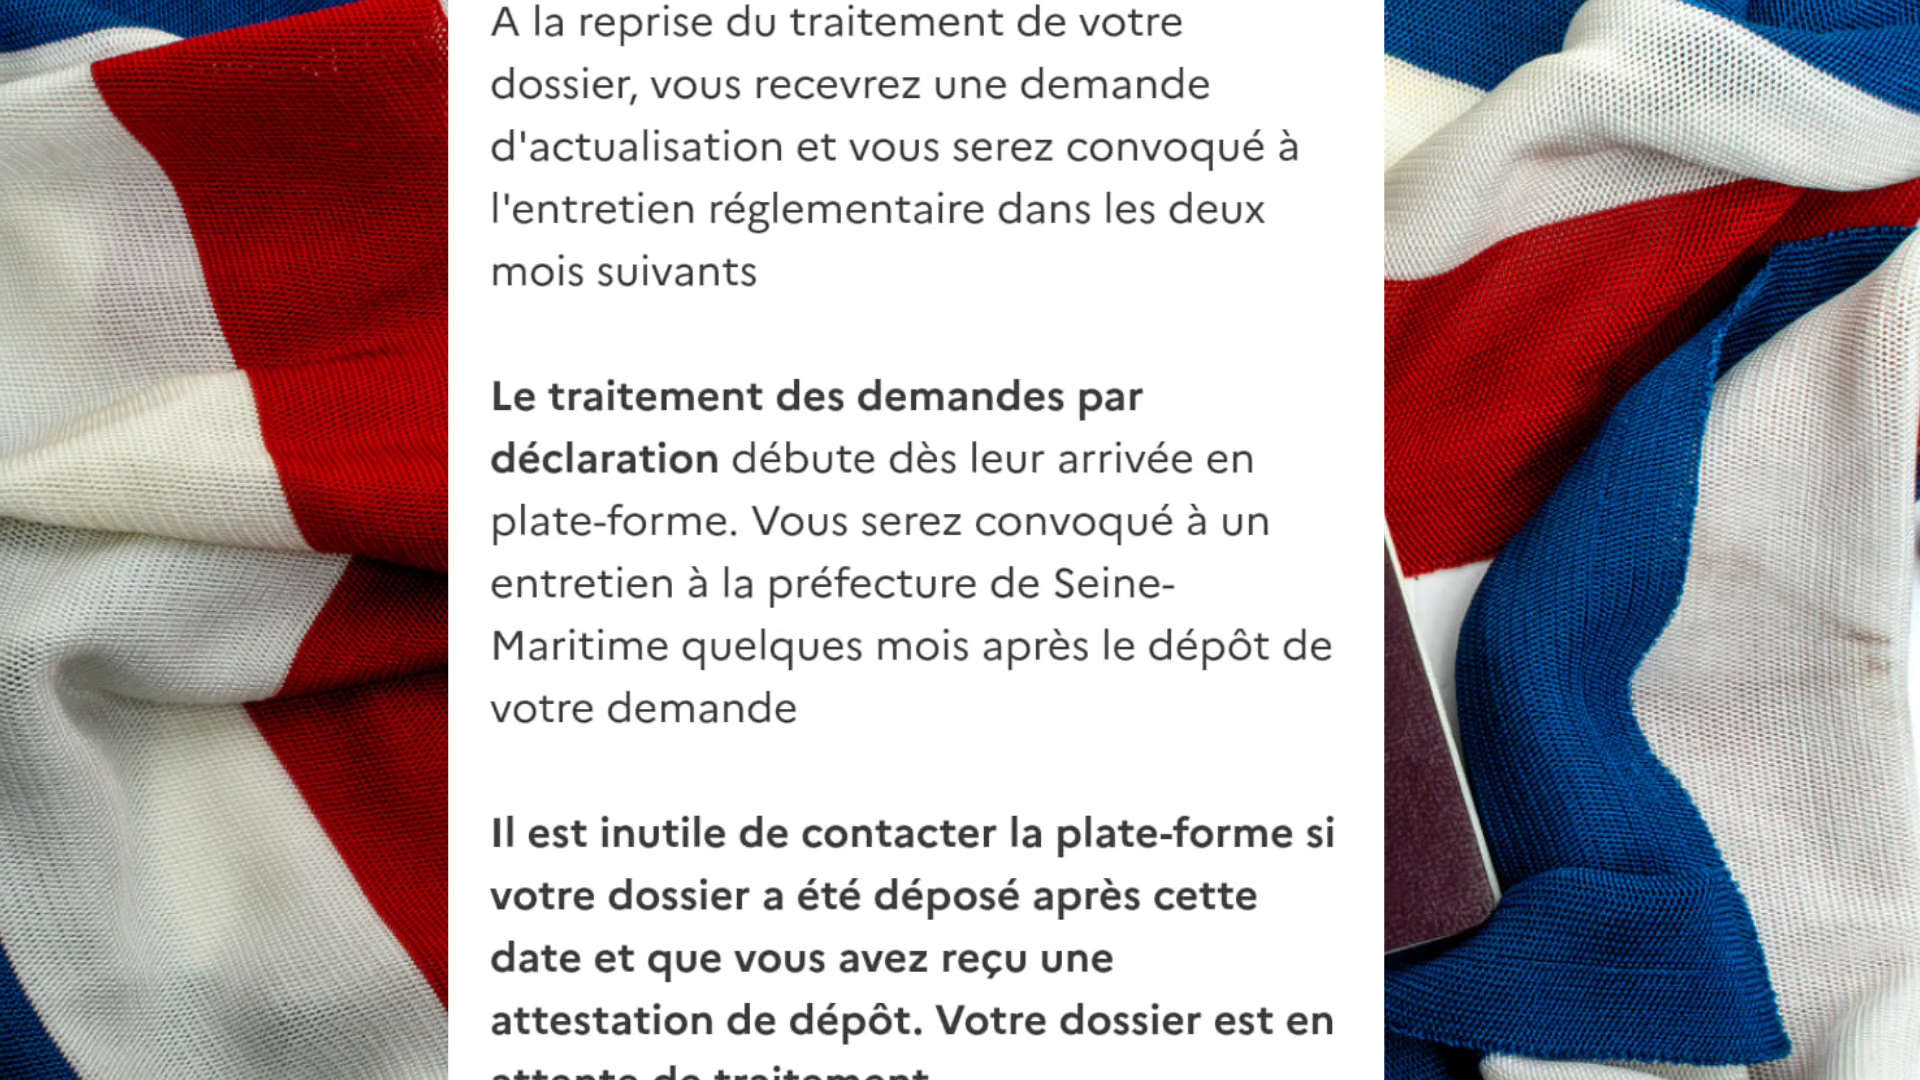 A la reprise du traitement de votre
dossier, vous recevrez une demande
d'actualisation et vous serez convoqué à
l'entretien réglementaire dans les deux
mois suivants
Le traitement des demandes par
déclaration débute dès leur arrivée en
plate-forme. Vous serez convoqué à un
entretien à la préfecture de Seine-
Maritime quelques mois après le dépôt de
votre demande
Il est inutile de contacter la plate-forme si
votre dossier a été déposé après cette
date et que vous avez reçu une
attestation de dépôt. Votre dossier est en
attente de traitement